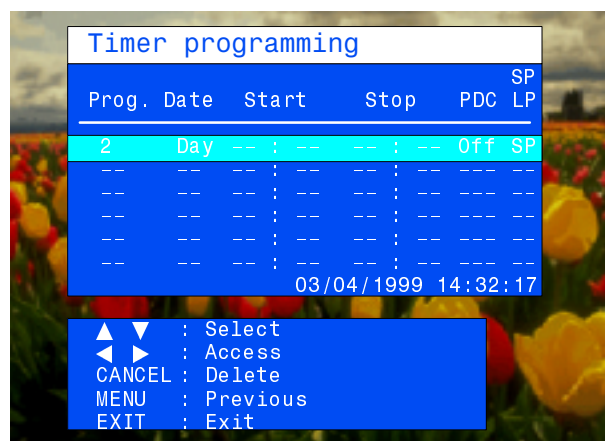 Timer programming
SP
Prog. Date Start Stop PDC LP
2 Day -- : -- -- : -- Off SP
-- -- -- : -- -- : -- --- --
-- -- -- : -- -- : -- --- --
-- -- -- : -- -- : -- --- --
-- -- -- : -- -- : -- --- --
-- -- -- : -- -- : -- --- --
03/04/1999 14:32:17
▲ ▼ : Select
◀ ▶ : Access
CANCEL : Delete
MENU : Previous
EXIT : Exit